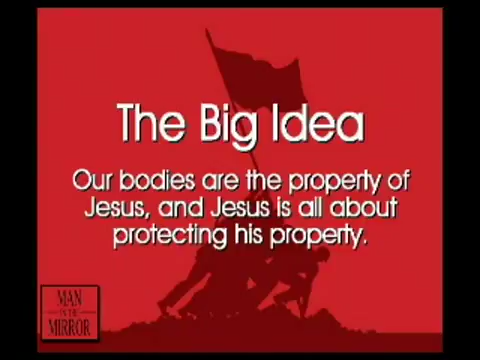 The Big Idea
Our bodies are the property of
Jesus, and Jesus is all about
protecting his property.
MAN
IN THE
MIRROR